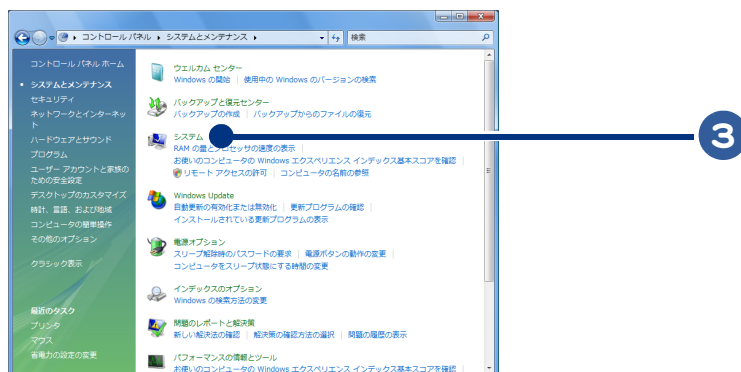 コントロール パネル ▸ システムとメンテナンス ▸
検索
コントロール パネル ホーム
• システムとメンテナンス
セキュリティ
ネットワークとインターネッ
ト
ハードウェアとサウンド
プログラム
ユーザー アカウントと家族の
ための安全設定
デスクトップのカスタマイズ
時計、言語、および地域
コンピュータの簡単操作
その他のオプション
クラシック表示
最近のタスク
プリンタ
マウス
省電力の設定の変更
ウエルカム センター
Windows の開始 | 使用中の Windows のバージョンの検索
バックアップと復元センター
バックアップの作成 | バックアップからのファイルの復元
システム
RAM の量とプロセッサの速度の表示 |
お使いのコンピュータの Windows エクスペリエンス インデックス基本スコアを確認 |
リモート アクセスの許可 | コンピュータの名前の参照
Windows Update
自動更新の有効化または無効化 | 更新プログラムの確認 |
インストールされている更新プログラムの表示
電源オプション
スリープ解除時のパスワードの要求 | 電源ボタンの動作の変更 |
コンピュータをスリープ状態にする時間の変更
インデックスのオプション
Windows の検索方法の変更
問題のレポートと解決策
新しい解決法の確認 | 解決策の確認方法の選択 | 問題の履歴の表示
パフォーマンスの情報とツール
お使いのコンピュータの Windows エクスペリエンス インデックス基本スコアを確認 |
3